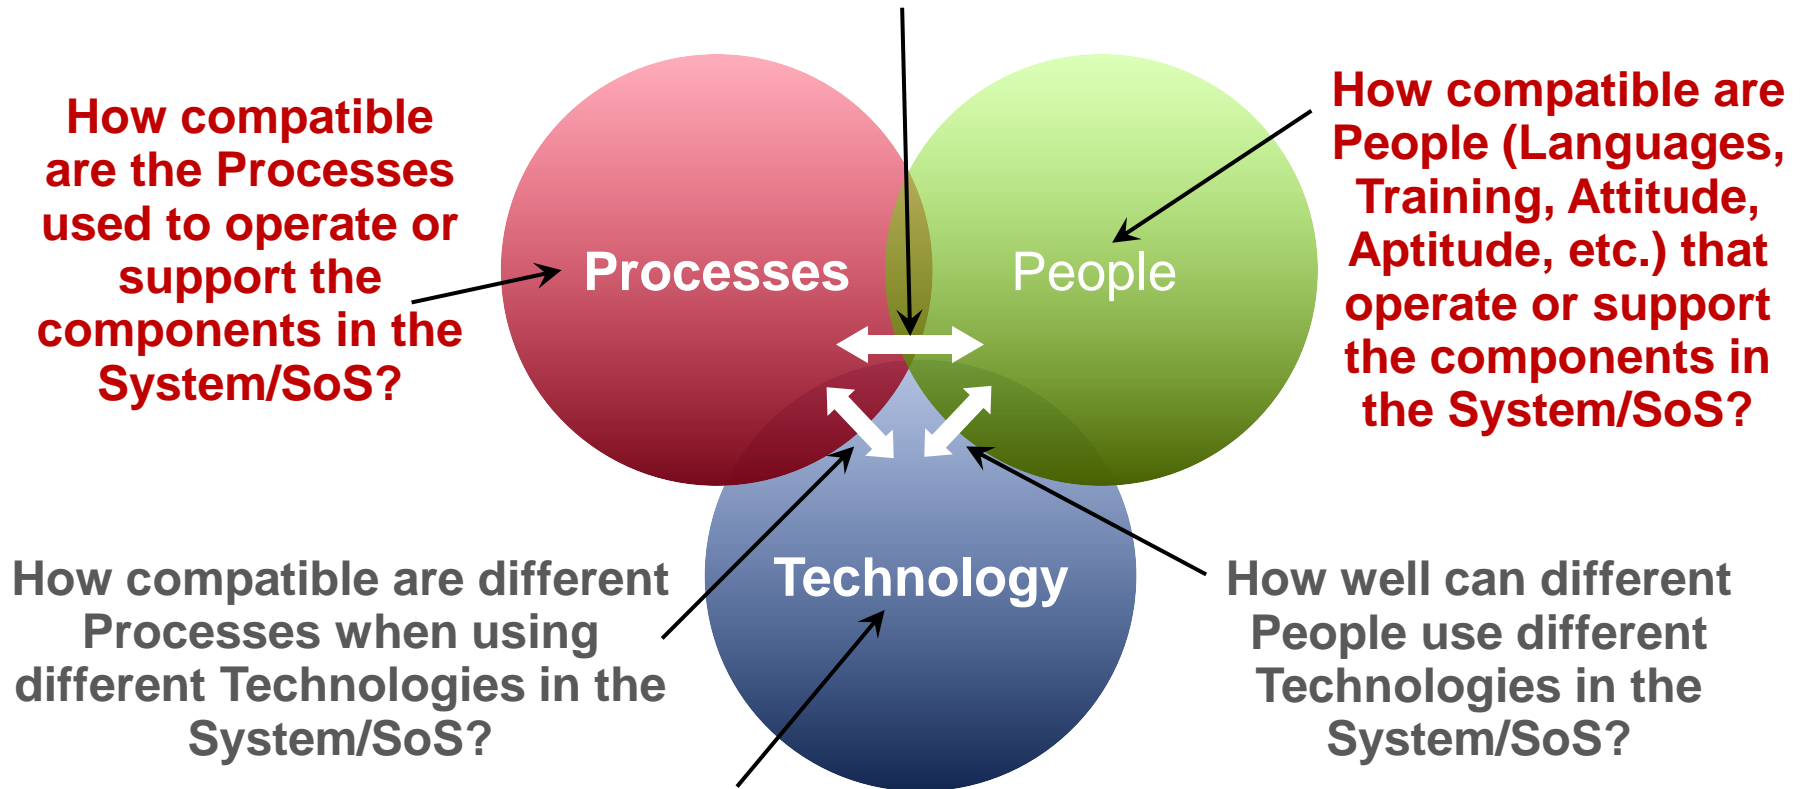 How compatible
are the Processes
used to operate or
support the
components in the
System/SoS?
Processes
People
How compatible are
People (Languages,
Training, Attitude,
Aptitude, etc.) that
operate or support
the components in
the System/SoS?
How compatible are different
Processes when using
different Technologies in the
System/SoS?
Technology
How well can different
People use different
Technologies in the
System/SoS?